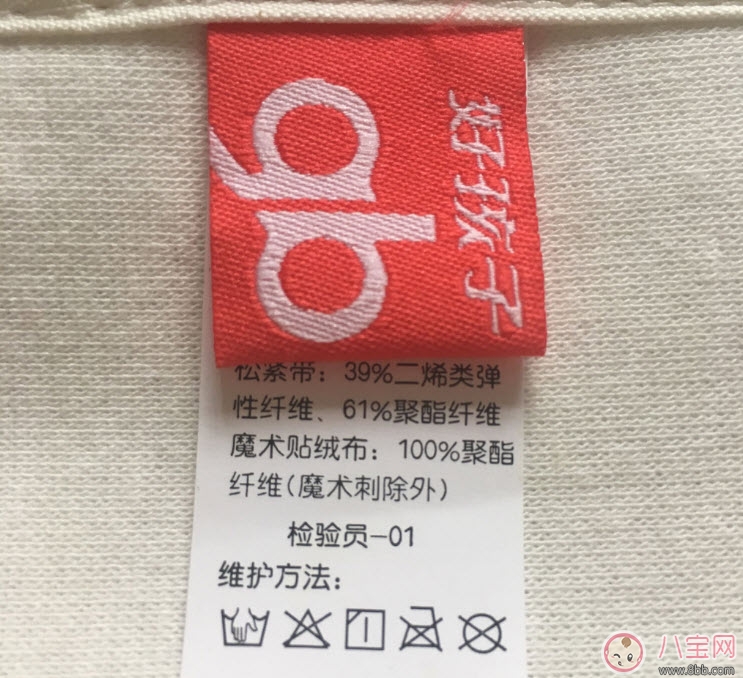 gb
好孩子
松紧带：39%二烯类弹
性纤维、61%聚酯纤维
魔术贴绒布：100%聚酯
纤维(魔术刺除外)
检验员-01
维护方法：
八宝网
www.8bb.com